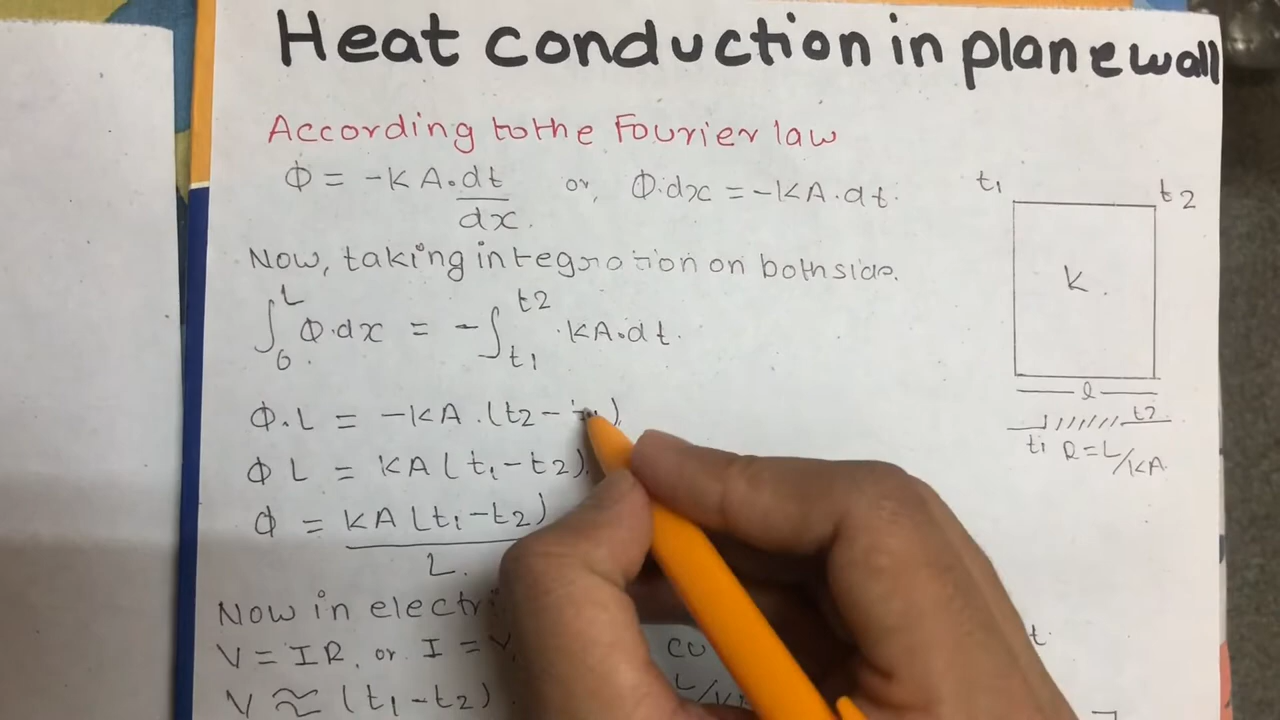 Heat conduction in plane wall
According to the Fourier law
Φ = -KA.dt/dx. or, Φ.dx = -KA.dt.
t1 t2
K.
Now, taking integration on both side.
∫₀ᴸ Φ.dx = -∫t1 t2 .KA.dt.
l
t1 t2
R=L/KA.
Φ.L = -KA.(t2-
Φ L = KA(t1-t2).
Φ = KA(t1-t2)
L.
Now in
V = IR, or I =
V ≈ (t1-t2)